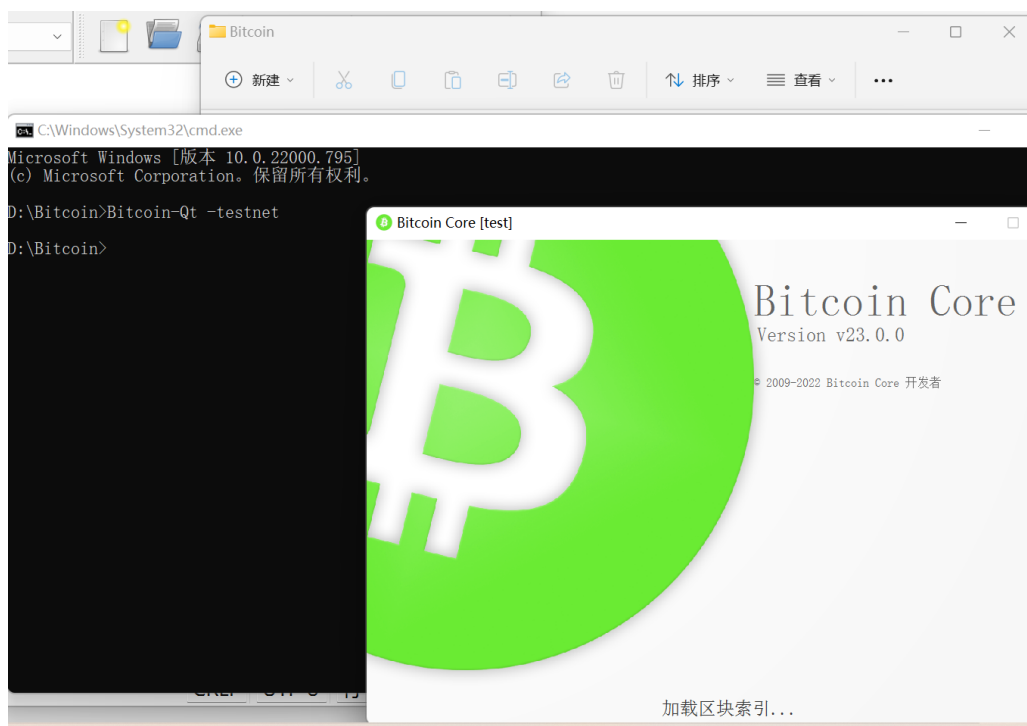 Bitcoin
新建
排序
查看
C:\Windows\System32\cmd.exe
Microsoft Windows [版本 10.0.22000.795]
(c) Microsoft Corporation。保留所有权利。
D:\Bitcoin>Bitcoin-Qt -testnet
D:\Bitcoin>
Bitcoin Core [test]
Bitcoin Core
Version v23.0.0
© 2009-2022 Bitcoin Core 开发者
加载区块索引...